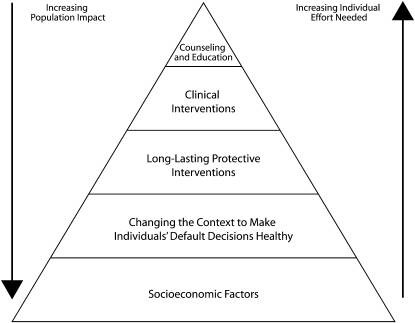 Increasing
Population Impact
Increasing Individual
Effort Needed
Counseling
and Education
Clinical
Interventions
Long-Lasting Protective
Interventions
Changing the Context to Make
Individuals' Default Decisions Healthy
Socioeconomic Factors